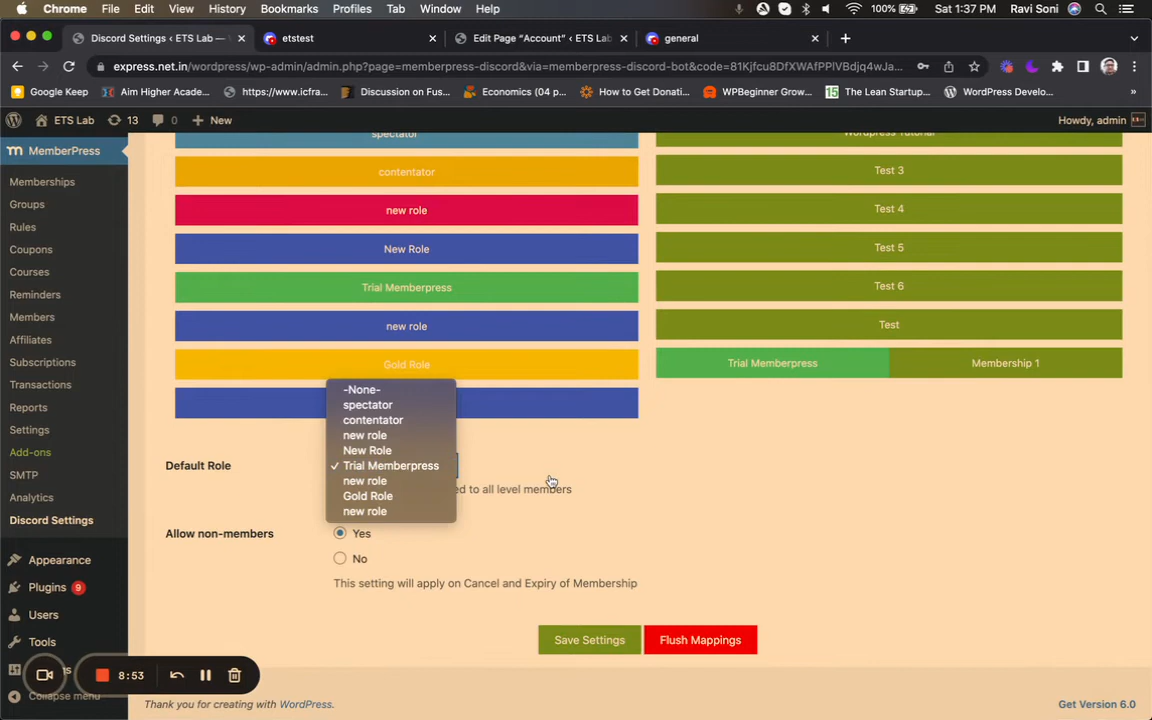 Chrome File Edit View History Bookmarks Profiles Tab Window Help 100% Sat 1:37 PM Ravi Soni
Discord Settings ‹ ETS Lab — etstest Edit Page "Account" ‹ ETS Lab general
express.net.in/wordpress/wp-admin/admin.php?page=memberpress-discord&via=memberpress-discord-bot&code=81Kjfcu8DfXWAfPPlVBdjq4wJa...
Google Keep Aim Higher Academ... https://www.icfra... Discussion on Fus... Economics (04 p... How to Get Donati... WPBeginner Grow... 15 The Lean Startup... WordPress Develo... »
ETS Lab 13 0 New Howdy, admin
MemberPress
Memberships
Groups
Rules
Coupons
Courses
Reminders
Members
Affiliates
Subscriptions
Transactions
Reports
Settings
Add-ons
SMTP
Analytics
Discord Settings
Appearance
Plugins 9
Users
Tools
Collapse menu
spectator
contentator
new role
New Role
Trial Memberpress
new role
Gold Role
Wordpress Tutorial
Test 3
Test 4
Test 5
Test 6
Test
Trial Memberpress Membership 1
Default Role
-None-
spectator
contentator
new role
New Role
✓ Trial Memberpress
new role
Gold Role
new role
ed to all level members
Allow non-members
Yes
No
This setting will apply on Cancel and Expiry of Membership
Save Settings Flush Mappings
8:53
Thank you for creating with WordPress. Get Version 6.0